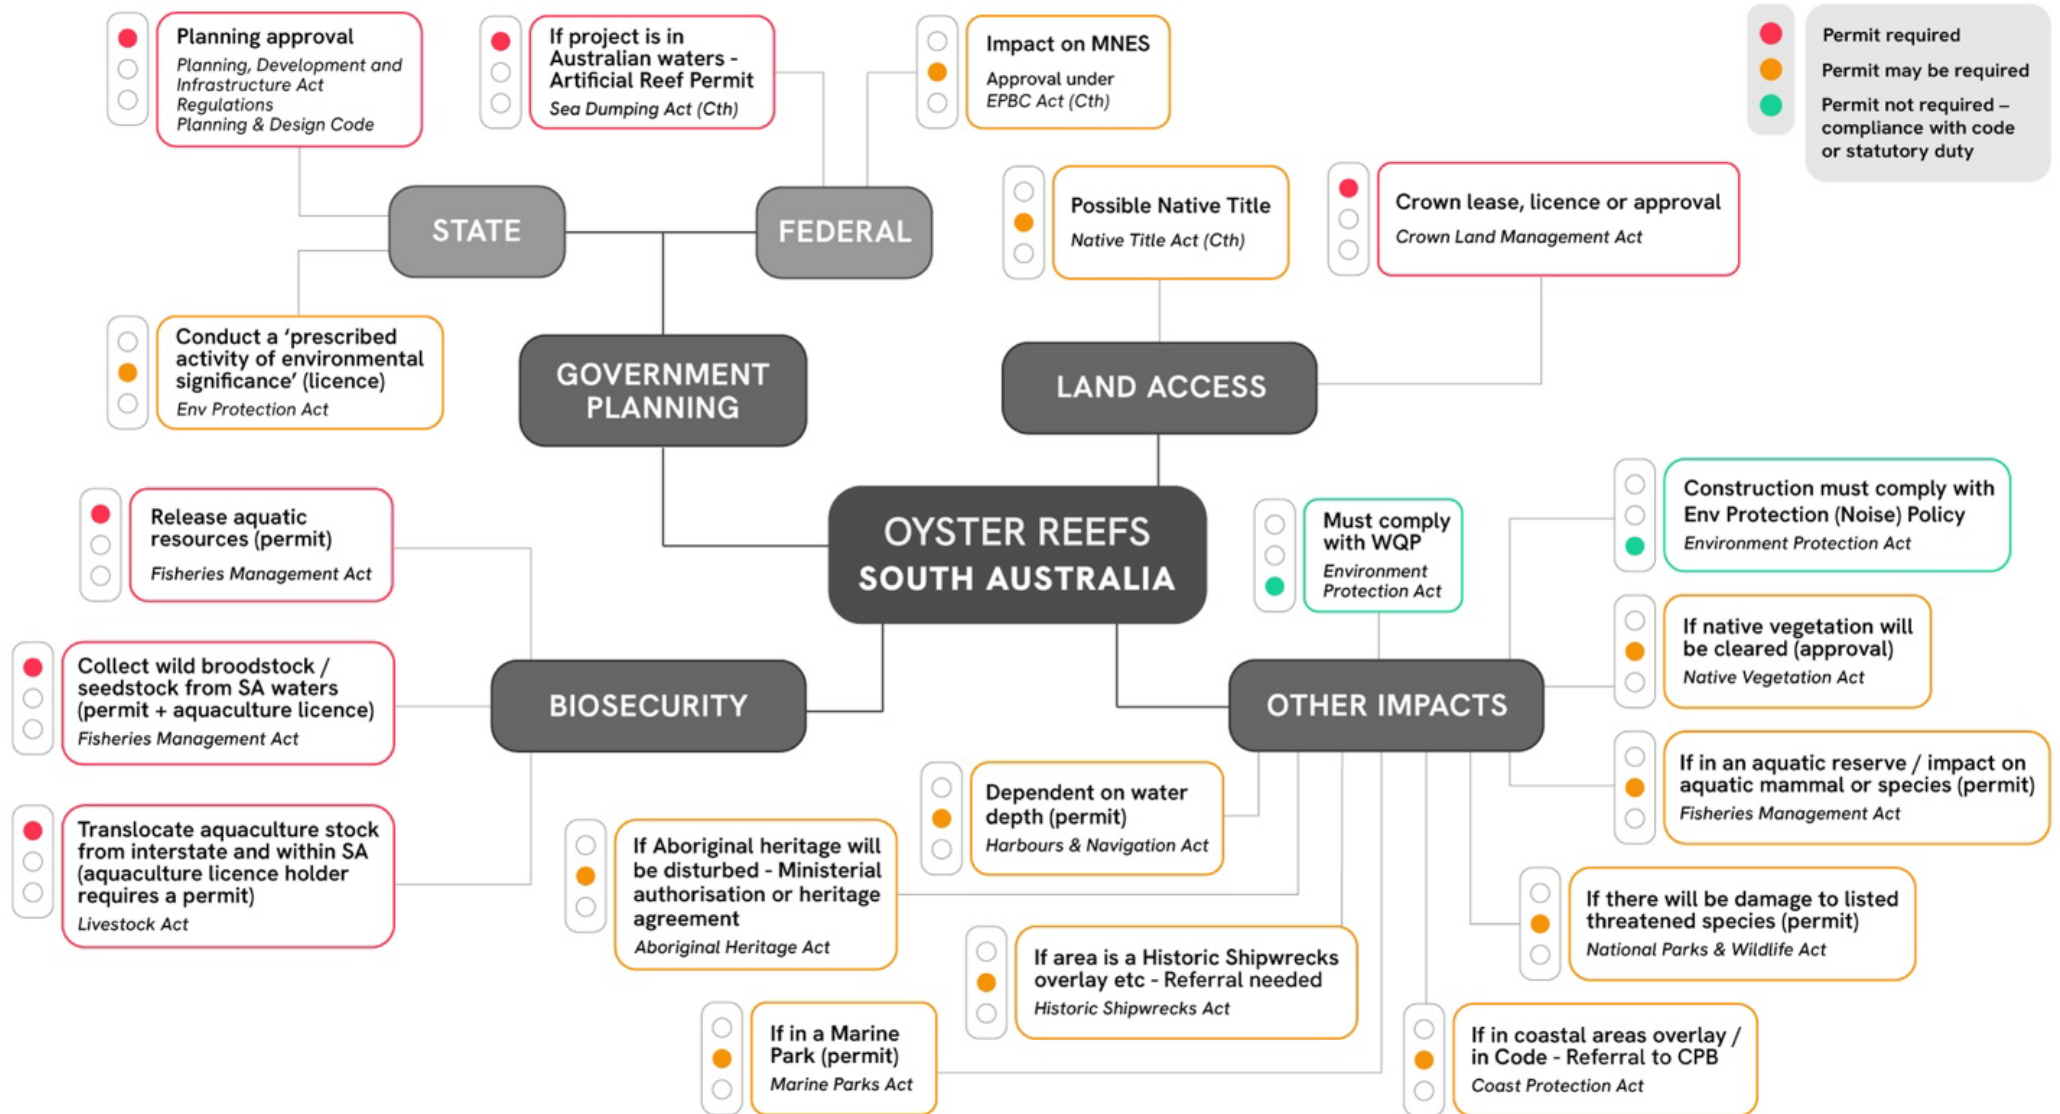 Planning approval
Planning, Development and
Infrastructure Act
Regulations
Planning & Design Code
If project is in
Australian waters -
Artificial Reef Permit
Sea Dumping Act (Cth)
Impact on MNES
Approval under
EPBC Act (Cth)
Permit required
Permit may be required
Permit not required –
compliance with code
or statutory duty
STATE
FEDERAL
Possible Native Title
Native Title Act (Cth)
Crown lease, licence or approval
Crown Land Management Act
Conduct a ‘prescribed
activity of environmental
significance’ (licence)
Env Protection Act
GOVERNMENT
PLANNING
LAND ACCESS
Release aquatic
resources (permit)
Fisheries Management Act
OYSTER REEFS
SOUTH AUSTRALIA
Must comply
with WQP
Environment
Protection Act
Construction must comply with
Env Protection (Noise) Policy
Environment Protection Act
If native vegetation will
be cleared (approval)
Native Vegetation Act
Collect wild broodstock /
seedstock from SA waters
(permit + aquaculture licence)
Fisheries Management Act
BIOSECURITY
OTHER IMPACTS
Translocate aquaculture stock
from interstate and within SA
(aquaculture licence holder
requires a permit)
Livestock Act
If Aboriginal heritage will
be disturbed - Ministerial
authorisation or heritage
agreement
Aboriginal Heritage Act
Dependent on water
depth (permit)
Harbours & Navigation Act
If in an aquatic reserve / impact on
aquatic mammal or species (permit)
Fisheries Management Act
If there will be damage to listed
threatened species (permit)
National Parks & Wildlife Act
If area is a Historic Shipwrecks
overlay etc - Referral needed
Historic Shipwrecks Act
If in a Marine
Park (permit)
Marine Parks Act
If in coastal areas overlay /
in Code - Referral to CPB
Coast Protection Act